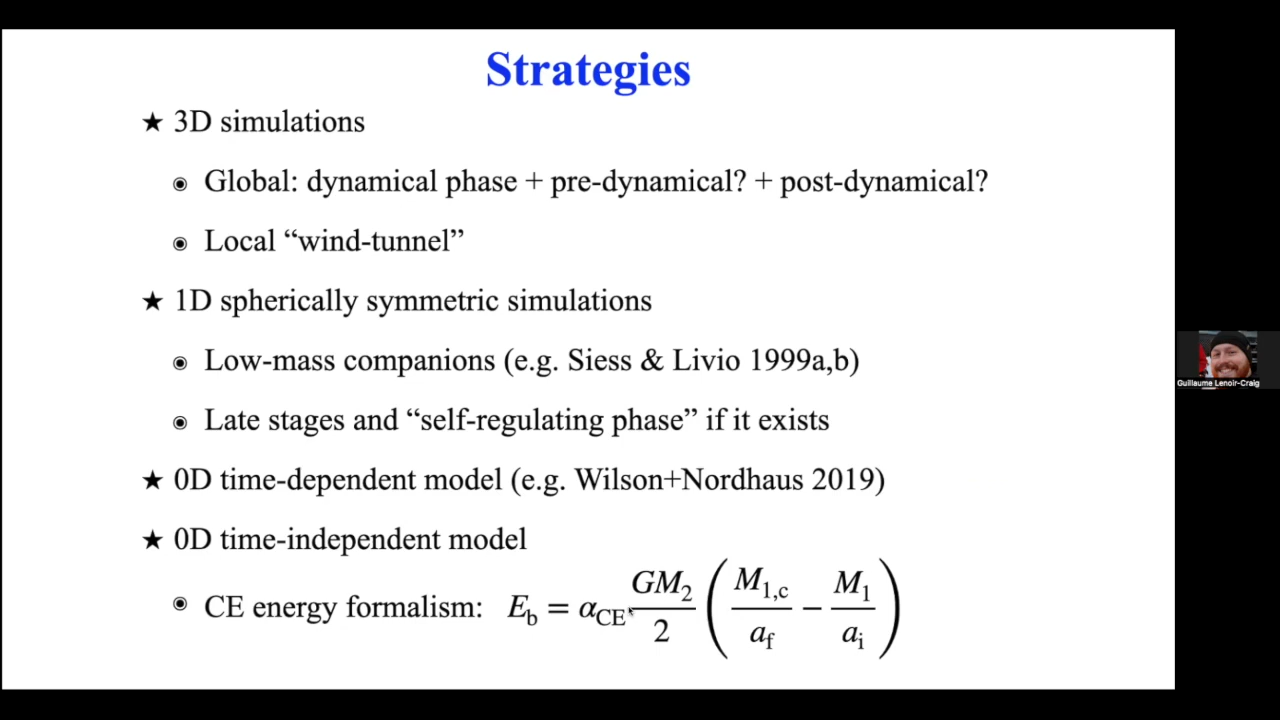 Strategies
★ 3D simulations
◉ Global: dynamical phase + pre-dynamical? + post-dynamical?
◉ Local “wind-tunnel”
★ 1D spherically symmetric simulations
◉ Low-mass companions (e.g. Siess & Livio 1999a,b)
◉ Late stages and “self-regulating phase” if it exists
★ 0D time-dependent model (e.g. Wilson+Nordhaus 2019)
★ 0D time-independent model
◉ CE energy formalism: E_b = α_CE GM_2/2 (M_1,c/a_f − M_1/a_i)
Guillaume Lenoir-Craig